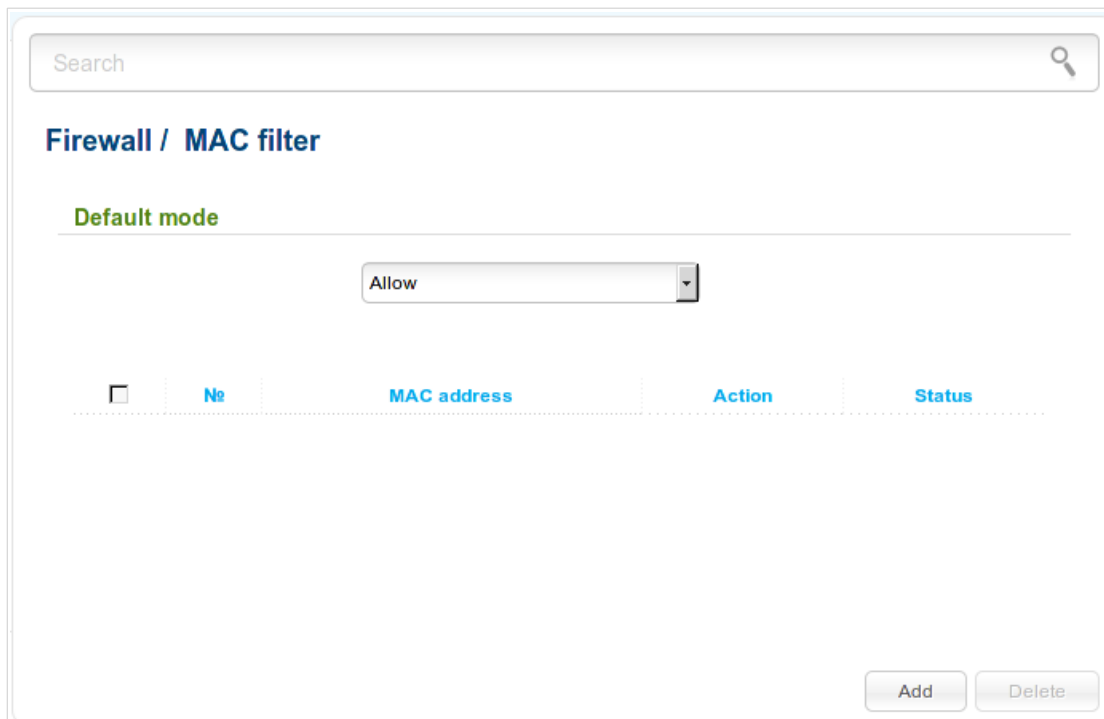 Search
Firewall / MAC filter
Default mode
Allow
№ MAC address Action Status
Add Delete